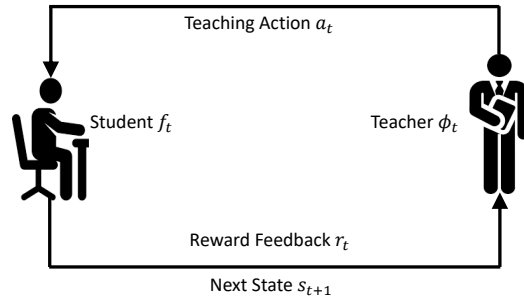 Teaching Action a_t
Student f_t
Teacher ϕ_t
Reward Feedback r_t
Next State s_{t+1}